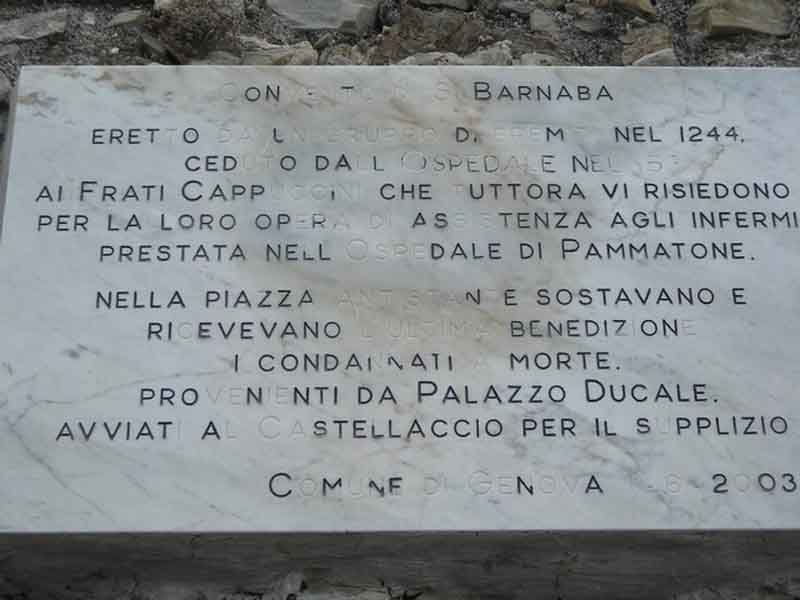 CONVENTO DI S. BARNABA
ERETTO DA UN GRUPPO DI EREMITI NEL 1244,
CEDUTO DALL'OSPEDALE NEL
AI FRATI CAPPUCCINI CHE TUTTORA VI RISIEDONO
PER LA LORO OPERA DI ASSISTENZA AGLI INFERMI
PRESTATA NELL'OSPEDALE DI PAMMATONE.
NELLA PIAZZA ANTISTANTE SOSTAVANO E
RICEVEVANO L'ULTIMA BENEDIZIONE
I CONDANNATI A MORTE.
PROVENIENTI DA PALAZZO DUCALE.
AVVIATI AL CASTELLACCIO PER IL SUPPLIZIO
COMUNE DI GENOVA 1-6-2003